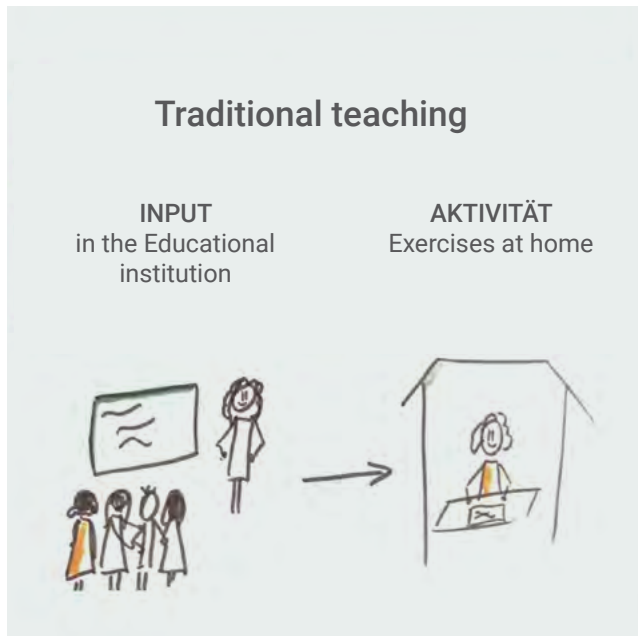 Traditional teaching
INPUT
in the Educational
institution
AKTIVITÄT
Exercises at home